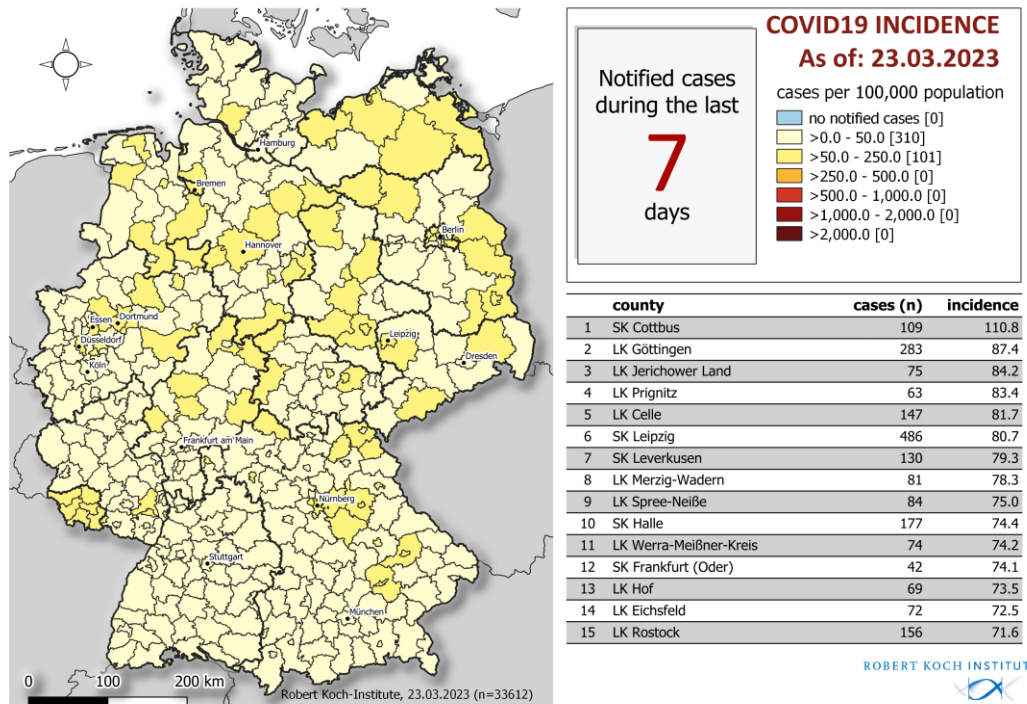 COVID19 INCIDENCE
As of: 23.03.2023
Notified cases
during the last
7
days
cases per 100,000 population
no notified cases [0]
>0.0 - 50.0 [310]
>50.0 - 250.0 [101]
>250.0 - 500.0 [0]
>500.0 - 1,000.0 [0]
>1,000.0 - 2,000.0 [0]
>2,000.0 [0]
Hamburg
Bremen
Berlin
Hannover
Essen
Dortmund
Düsseldorf
Köln
Leipzig
Dresden
Frankfurt am Main
Nürnberg
Stuttgart
München
0 100 200 km
Robert Koch-Institute, 23.03.2023 (n=33612)
county cases (n) incidence
1 SK Cottbus 109 110.8
2 LK Göttingen 283 87.4
3 LK Jerichower Land 75 84.2
4 LK Prignitz 63 83.4
5 LK Celle 147 81.7
6 SK Leipzig 486 80.7
7 SK Leverkusen 130 79.3
8 LK Merzig-Wadern 81 78.3
9 LK Spree-Neiße 84 75.0
10 SK Halle 177 74.4
11 LK Werra-Meißner-Kreis 74 74.2
12 SK Frankfurt (Oder) 42 74.1
13 LK Hof 69 73.5
14 LK Eichsfeld 72 72.5
15 LK Rostock 156 71.6
ROBERT KOCH INSTITUT